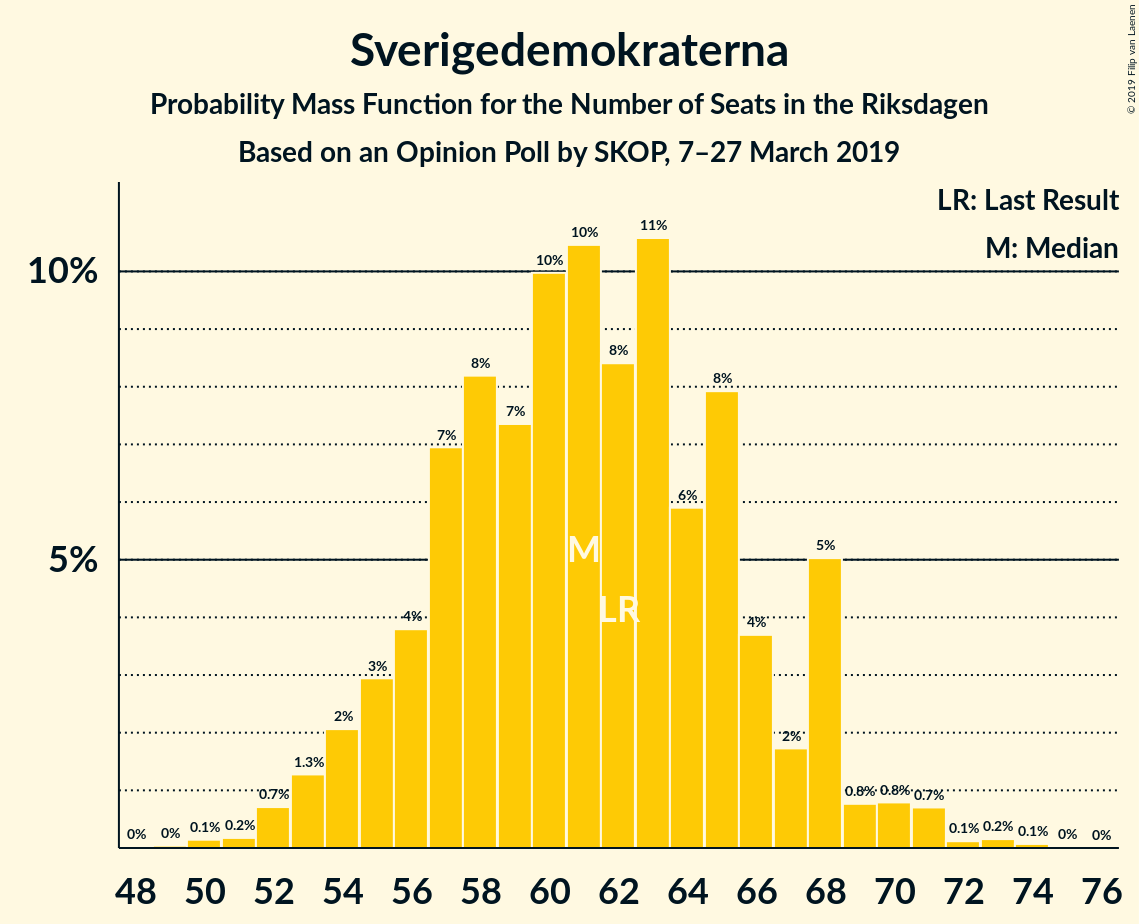 Sverigedemokraterna
Probability Mass Function for the Number of Seats in the Riksdagen
Based on an Opinion Poll by SKOP, 7–27 March 2019
© 2019 Filip van Laenen
LR: Last Result
M: Median
10%
5%
0% 0% 0.1% 0.2% 0.7% 1.3% 2% 3% 4% 7% 8% 7% 10% 10% 8% 11% 6% 8% 4% 2% 5% 0.8% 0.8% 0.7% 0.1% 0.2% 0.1% 0% 0%
M
LR
48 50 52 54 56 58 60 62 64 66 68 70 72 74 76